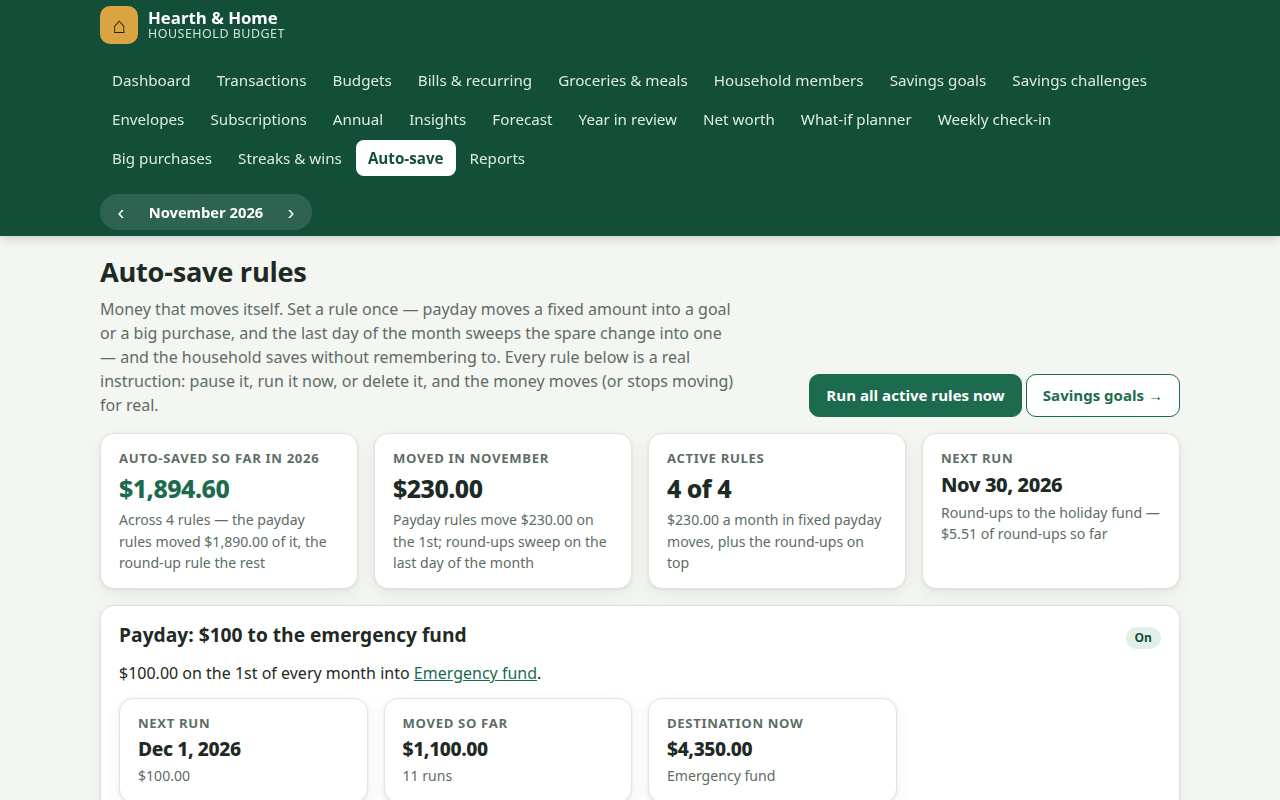 Hearth & Home
HOUSEHOLD BUDGET
Dashboard Transactions Budgets Bills & recurring Groceries & meals Household members Savings goals Savings challenges
Envelopes Subscriptions Annual Insights Forecast Year in review Net worth What-if planner Weekly check-in
Big purchases Streaks & wins Auto-save Reports
‹ November 2026 ›
Auto-save rules
Money that moves itself. Set a rule once — payday moves a fixed amount into a goal
or a big purchase, and the last day of the month sweeps the spare change into one
— and the household saves without remembering to. Every rule below is a real
instruction: pause it, run it now, or delete it, and the money moves (or stops moving)
for real.
Run all active rules now Savings goals →
AUTO-SAVED SO FAR IN 2026
$1,894.60
Across 4 rules — the payday
rules moved $1,890.00 of it, the
round-up rule the rest
MOVED IN NOVEMBER
$230.00
Payday rules move $230.00 on
the 1st; round-ups sweep on the
last day of the month
ACTIVE RULES
4 of 4
$230.00 a month in fixed payday
moves, plus the round-ups on
top
NEXT RUN
Nov 30, 2026
Round-ups to the holiday fund —
$5.51 of round-ups so far
Payday: $100 to the emergency fund
On
$100.00 on the 1st of every month into Emergency fund.
NEXT RUN
Dec 1, 2026
$100.00
MOVED SO FAR
$1,100.00
11 runs
DESTINATION NOW
$4,350.00
Emergency fund